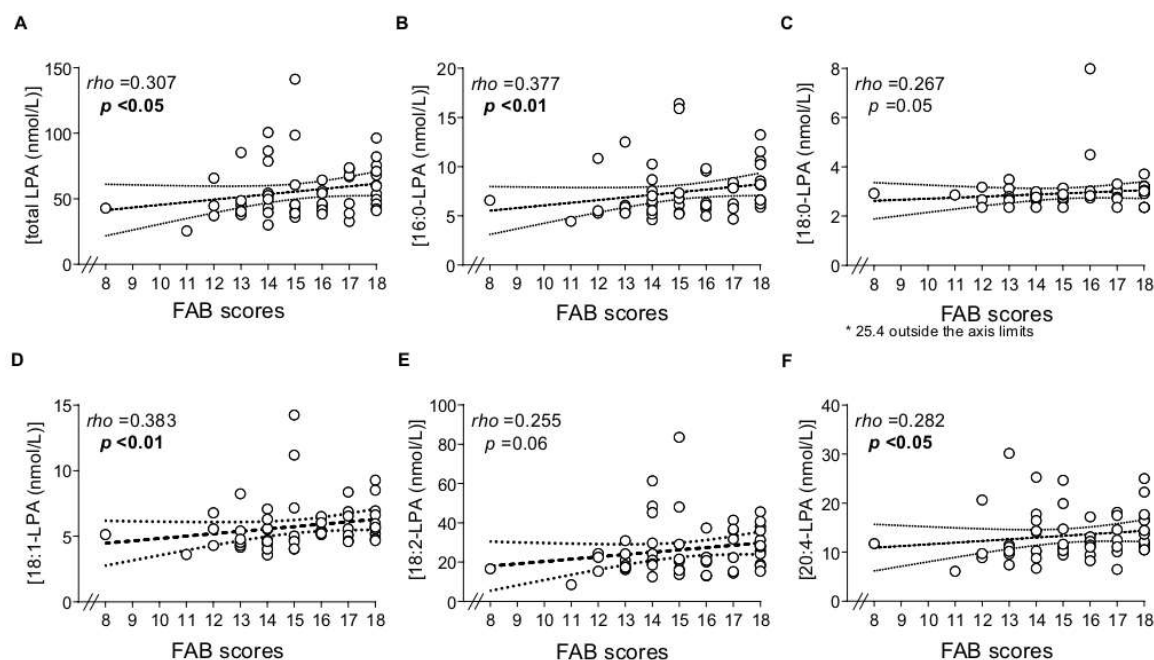 A
[total LPA (nmol/L)]
rho =0.307
p <0.05
150
100
50
0
8 9 10 11 12 13 14 15 16 17 18
FAB scores
B
[16:0-LPA (nmol/L)]
rho =0.377
p <0.01
20
15
10
5
0
8 9 10 11 12 13 14 15 16 17 18
FAB scores
C
[18:0-LPA (nmol/L)]
rho =0.267
p =0.05
8
6
4
2
0
8 9 10 11 12 13 14 15 16 17 18
FAB scores
* 25.4 outside the axis limits
D
[18:1-LPA (nmol/L)]
rho =0.383
p <0.01
15
10
5
0
8 9 10 11 12 13 14 15 16 17 18
FAB scores
E
[18:2-LPA (nmol/L)]
rho =0.255
p =0.06
100
80
60
40
20
0
8 9 10 11 12 13 14 15 16 17 18
FAB scores
F
[20:4-LPA (nmol/L)]
rho =0.282
p <0.05
40
30
20
10
0
8 9 10 11 12 13 14 15 16 17 18
FAB scores